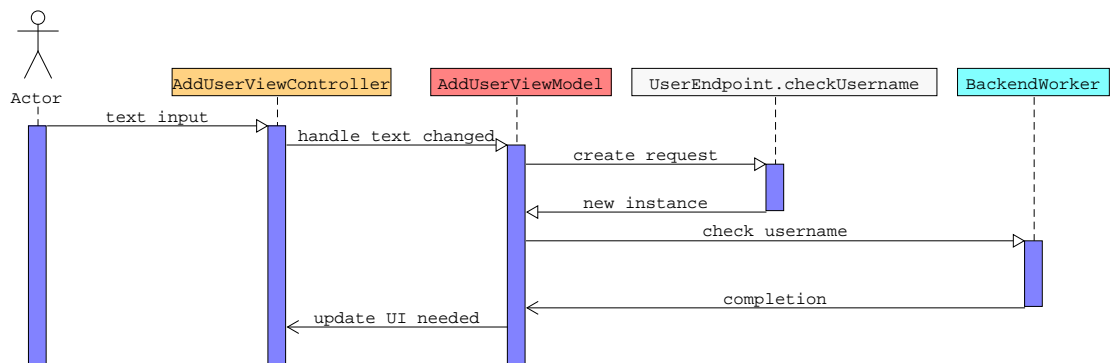 Actor
AddUserViewController
AddUserViewModel
UserEndpoint.checkUsername
BackendWorker
text input
handle text changed
create request
new instance
check username
completion
update UI needed